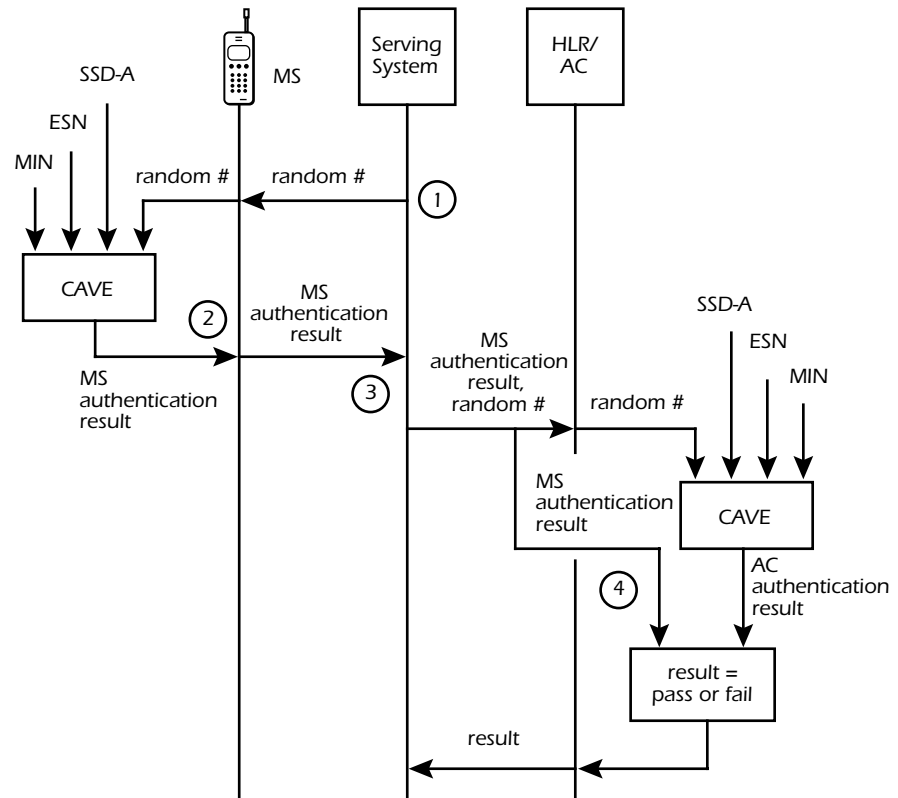 MS
Serving
System
HLR/
AC
SSD-A
ESN
MIN
random #
random #
1
CAVE
2
MS
authentication
result
MS
authentication
result
3
MS
authentication
result,
random #
random #
SSD-A
ESN
MIN
MS
authentication
result
CAVE
4
AC
authentication
result
result =
pass or fail
result